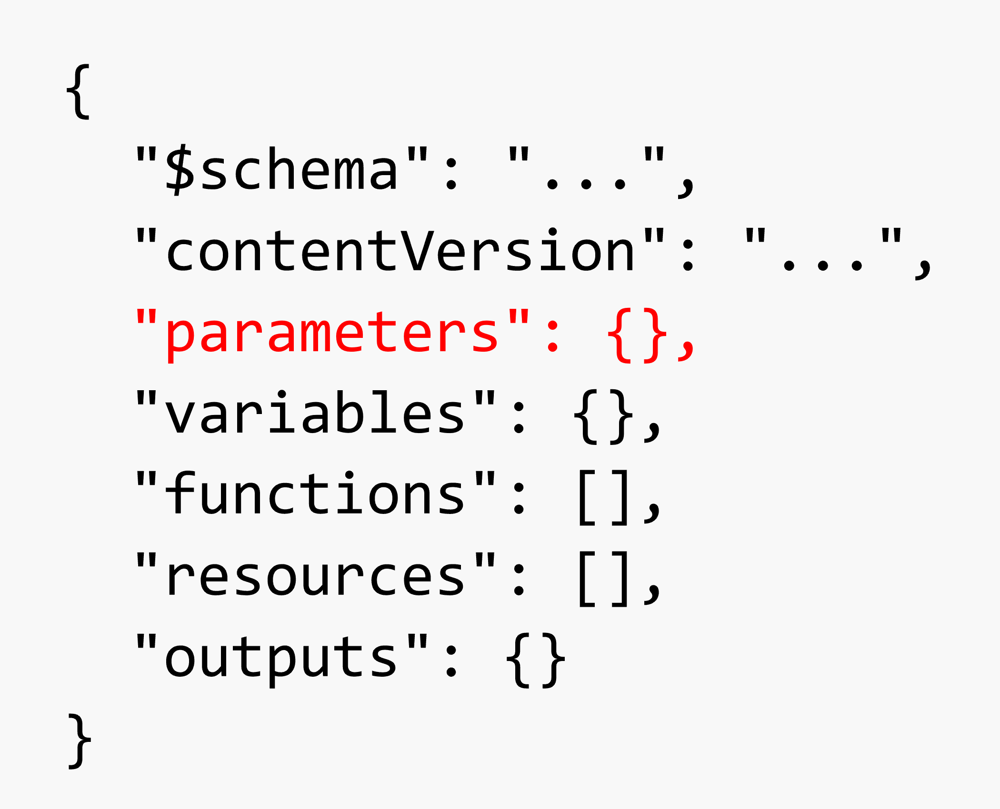 {
"$schema": "...",
"contentVersion": "...",
"parameters": {},
"variables": {},
"functions": [],
"resources": [],
"outputs": {}
}